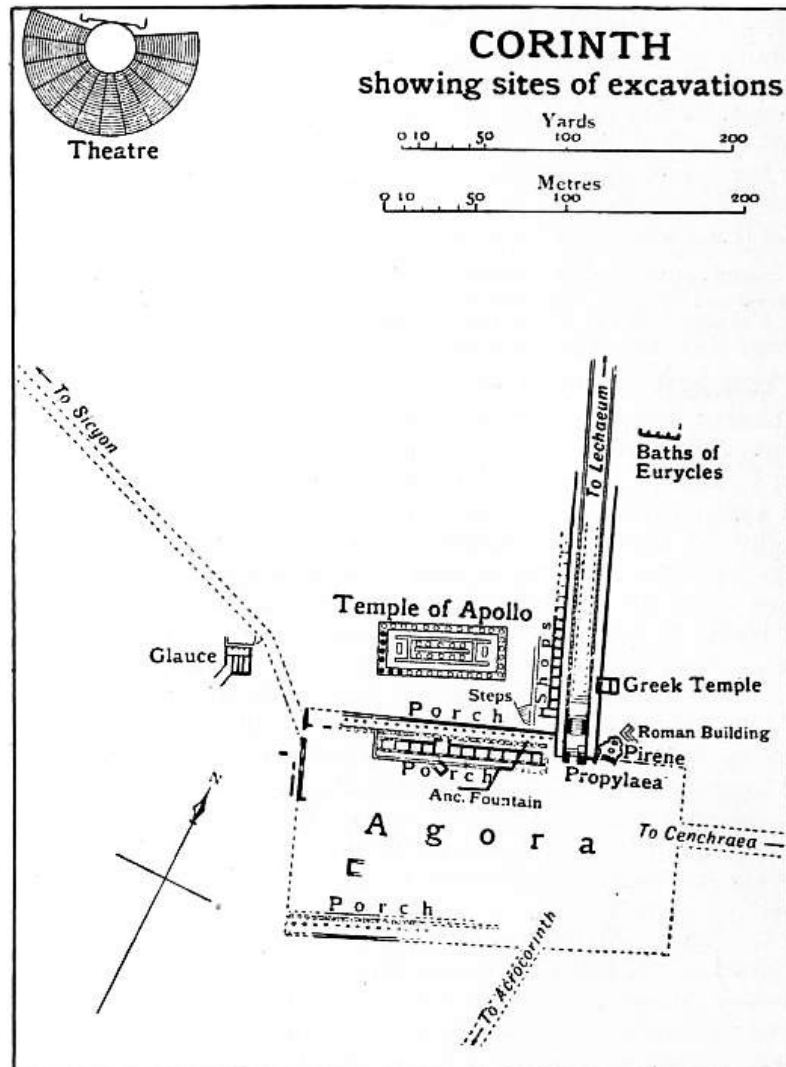 CORINTH
showing sites of excavations
Yards
0 10 50 100 200
Metres
0 10 50 100 200
Theatre
To Sicyon
To Lechaeum
Baths of
Eurycles
Temple of Apollo
Glauce
Shops
Steps
Greek Temple
Porch
Roman Building
Pirene
Porch
Propylaea
Anc. Fountain
N
Agora
To Cenchraea
Porch
To Acrocorinth